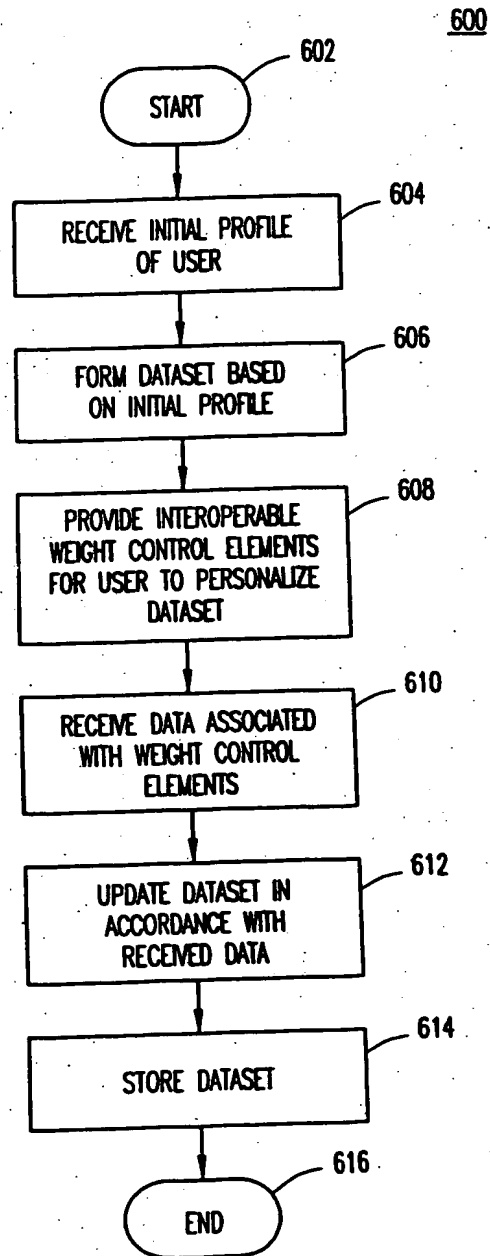 600
602
START
604
RECEIVE INITIAL PROFILE
OF USER
606
FORM DATASET BASED
ON INITIAL PROFILE
608
PROVIDE INTEROPERABLE
WEIGHT CONTROL ELEMENTS
FOR USER TO PERSONALIZE
DATASET
610
RECEIVE DATA ASSOCIATED
WITH WEIGHT CONTROL
ELEMENTS
612
UPDATE DATASET IN
ACCORDANCE WITH
RECEIVED DATA
614
STORE DATASET
616
END